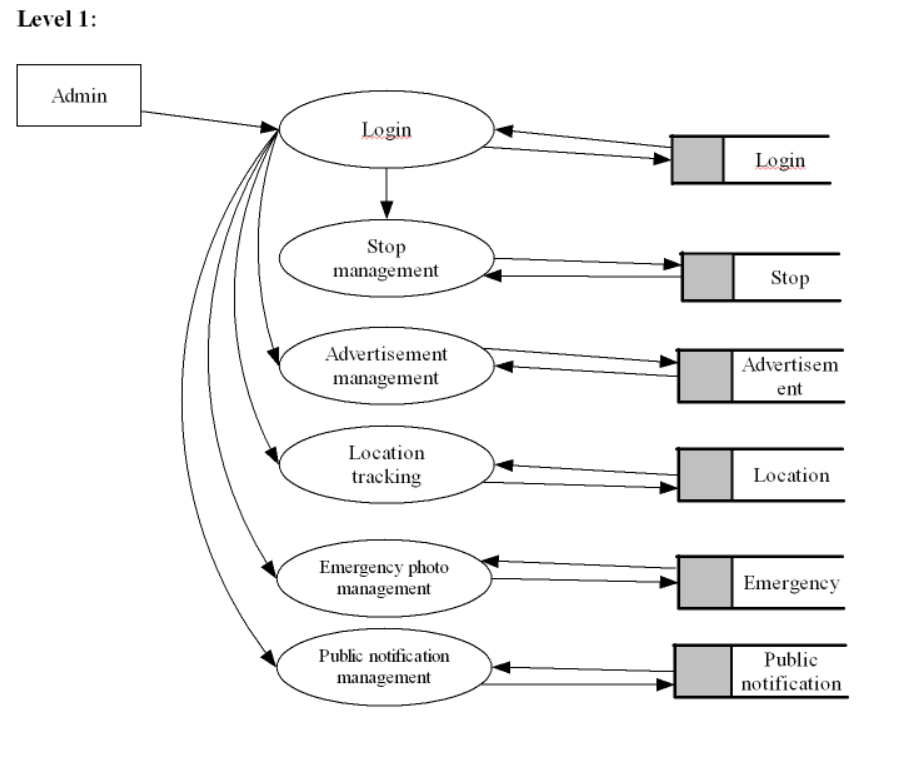 Level 1:
Admin
Login
Login
Stop
management
Stop
Advertisement
management
Advertisem
ent
Location
tracking
Location
Emergency photo
management
Emergency
Public notification
management
Public
notification